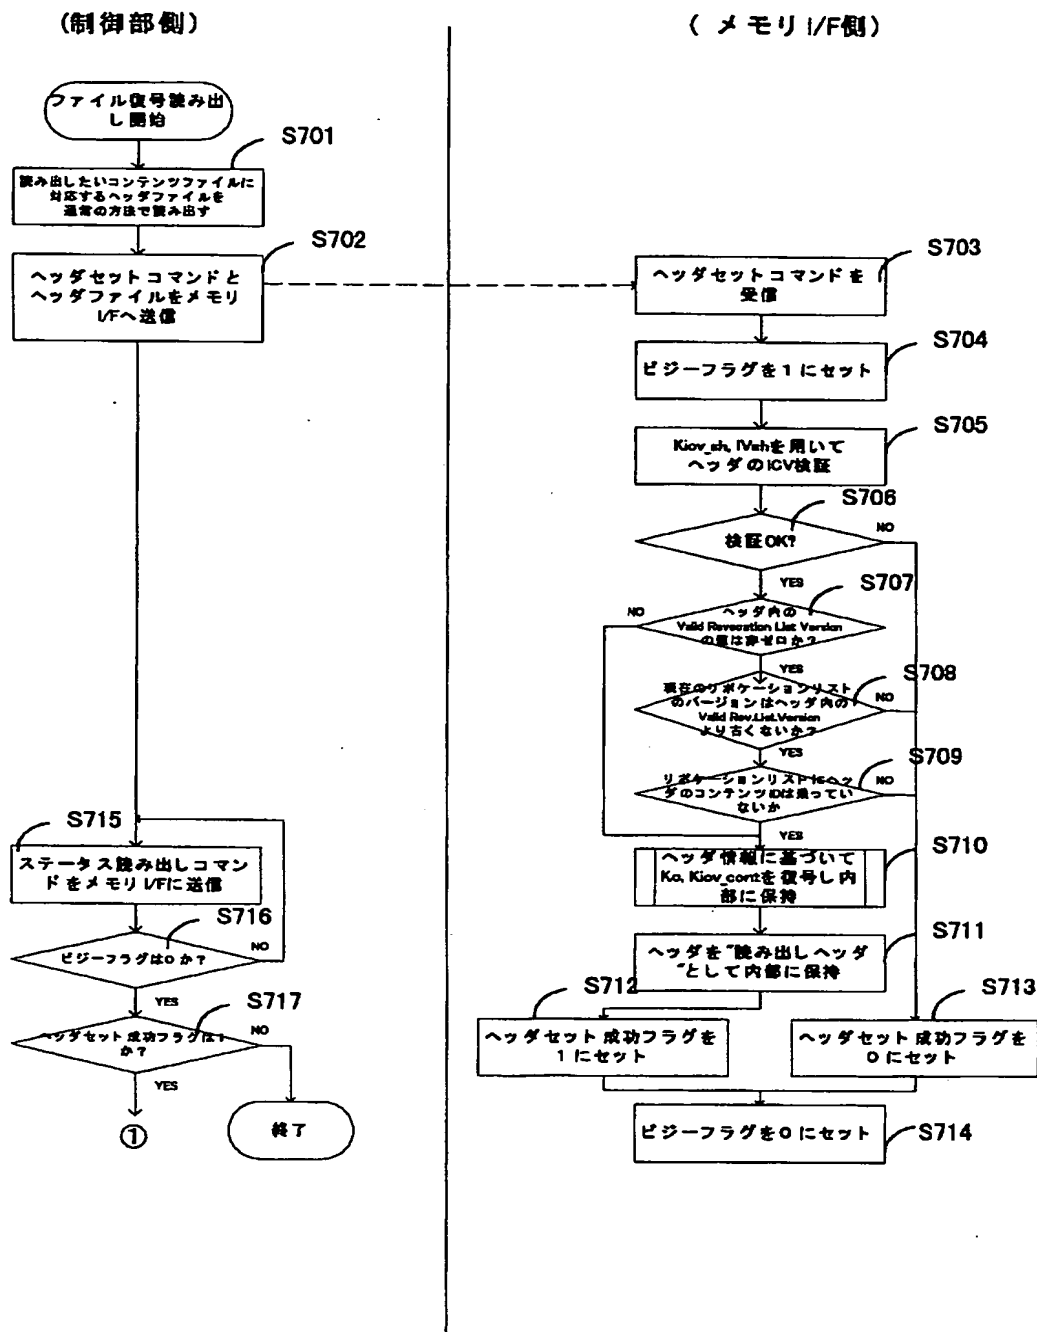 (制御部側)
( メモリI/F側)
ファイル復号読み出
し開始
S701
読み出したいコンテンツファイルに
対応するヘッダファイルを
通常の方法で読み出す
S702
ヘッダセットコマンドと
ヘッダファイルをメモリ
I/Fへ送信
S703
ヘッダセットコマンドを
受信
S704
ビジーフラグを1にセット
S705
Kicv_sh, IVshを用いて
ヘッダのICV検証
S706
検証OK?
NO
YES
S707
ヘッダ内の
Valid Revocation List Version
の値は非ゼロか?
NO
YES
S708
現在のリボケーションリスト
のバージョンはヘッダ内の
Valid Rev.List.Version
より古くないか?
NO
YES
S709
リボケーションリストにヘッ
ダのコンテンツIDは乗ってい
ないか
NO
YES
S710
ヘッダ情報に基づいて
Kc, Kicv_contを復号し内
部に保持
S711
ヘッダを"読み出しヘッダ
"として内部に保持
S712
ヘッダセット成功フラグを
1にセット
S713
ヘッダセット成功フラグを
0にセット
S714
ビジーフラグを0にセット
S715
ステータス読み出しコマ
ンドをメモリI/Fに送信
S716
ビジーフラグは0か?
NO
YES
S717
ヘッダセット成功フラグは1
か?
NO
YES
①
終了